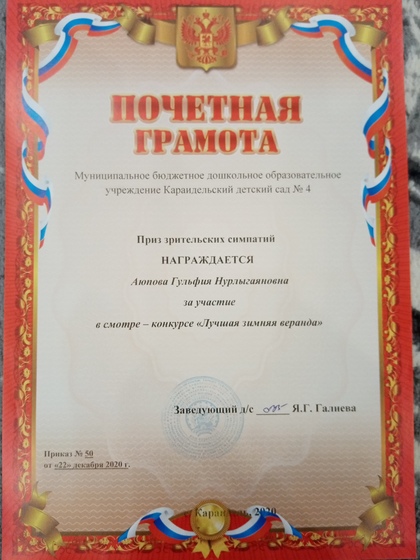 ПОЧЕТНАЯ
ГРАМОТА
Муниципальное бюджетное дошкольное образовательное
учреждение Караидельский детский сад № 4
Приз зрительских симпатий
НАГРАЖДАЕТСЯ
Аюпова Гульфия Нурлыгаяновна
за участие
в смотре – конкурсе «Лучшая зимняя веранда»
Заведующий д/с Я.Г. Галиева
Приказ № 50
от «22» декабря 2020 г.
с. Караидель, 2020